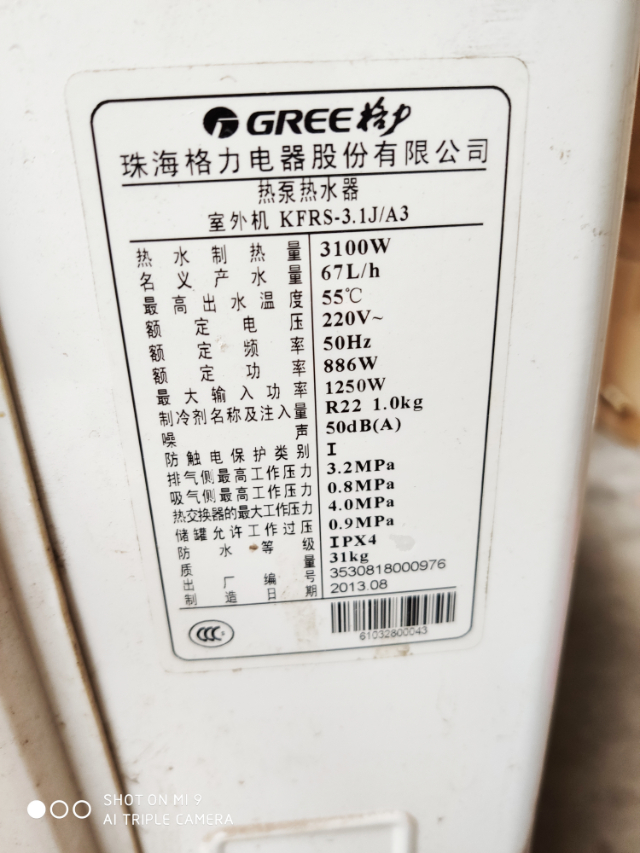 GREE格力
珠海格力电器股份有限公司
热泵热水器
室外机 KFRS-3.1J/A3
热水制热量 3100W
名义产水量 67L/h
最高出水温度 55℃
额定电压 220V~
额定频率 50Hz
额定功率 886W
最大输入功率 1250W
制冷剂名称及注入量 R22 1.0kg
噪声 50dB(A)
防触电保护类别 I
排气侧最高工作压力 3.2MPa
吸气侧最高工作压力 0.8MPa
热交换器的最大工作压力 4.0MPa
储罐允许工作过压 0.9MPa
防水等级 IPX4
质量 31kg
出厂编号 3530818000976
制造日期 2013.08
61032800043
CCC
SHOT ON MI 9
AI TRIPLE CAMERA